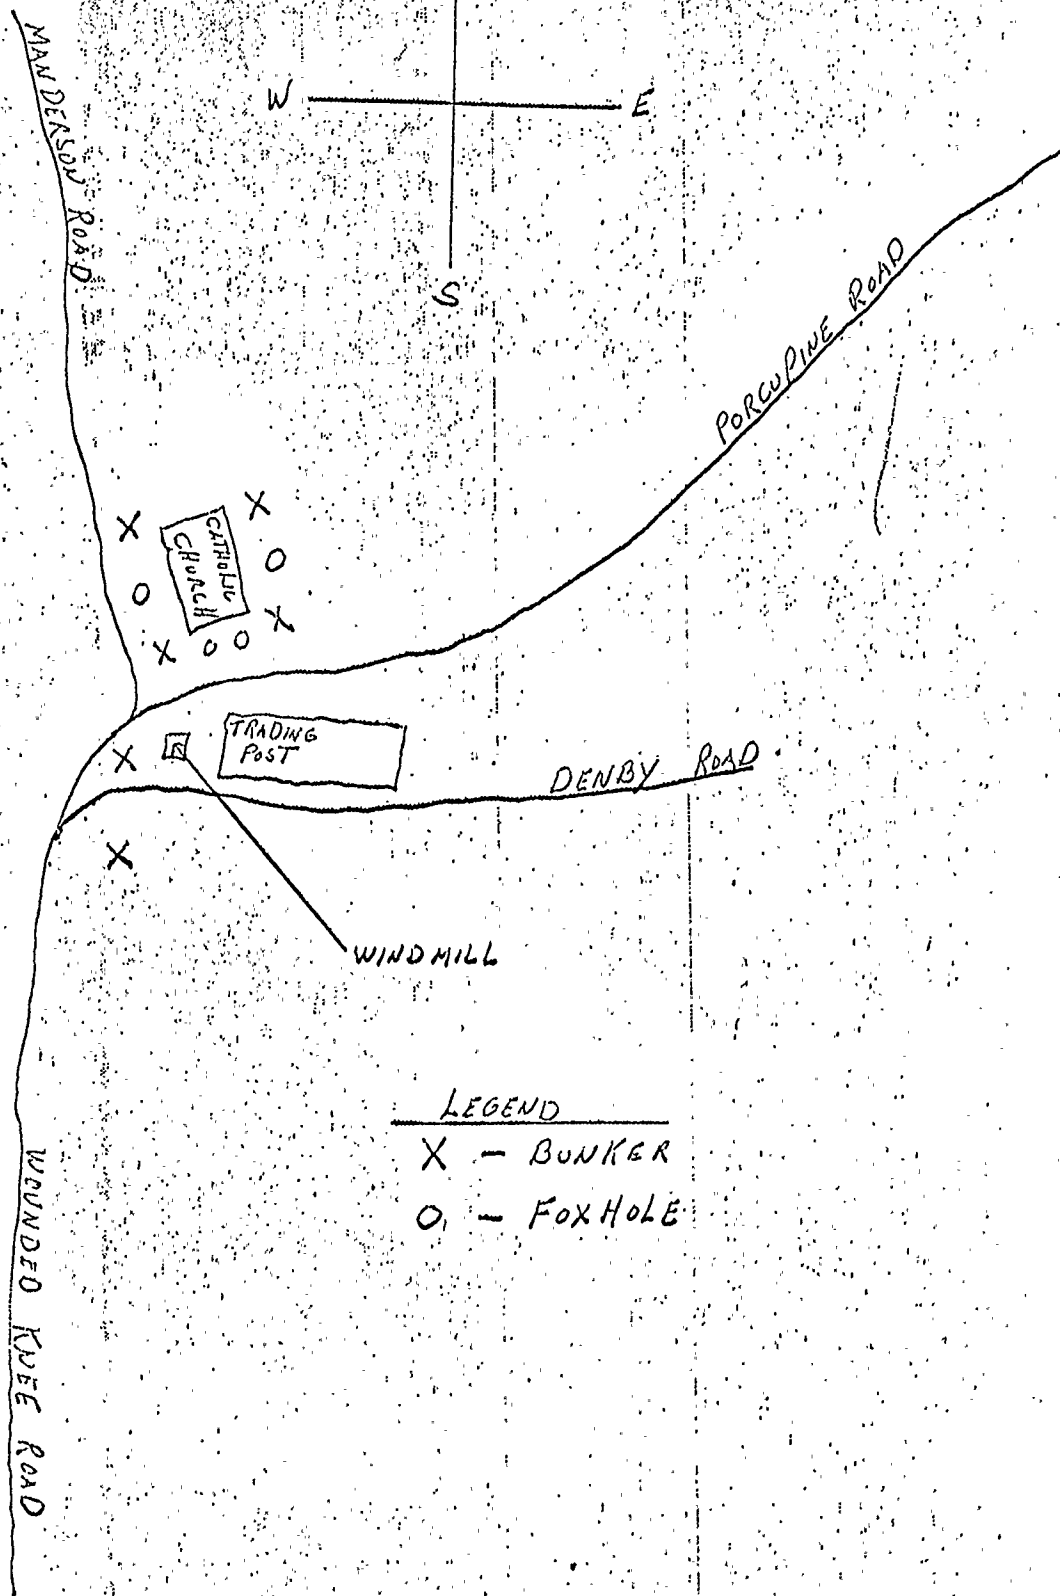 MANDERSON ROAD
W E
S
PORCUPINE ROAD
X
X
CATHOLIC
CHURCH
O
O
X
X O O
TRADING
POST
X
DENBY ROAD
X
WINDMILL
LEGEND
X - BUNKER
O - FOXHOLE
WOUNDED KNEE ROAD